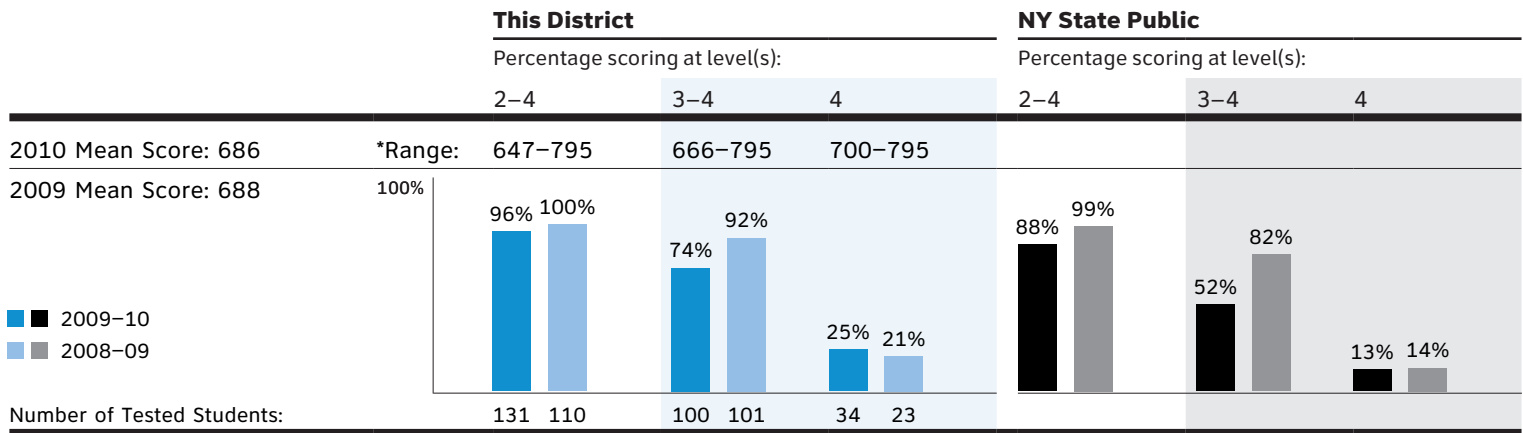 This District NY State Public
Percentage scoring at level(s): Percentage scoring at level(s):
2–4 3–4 4 2–4 3–4 4
2010 Mean Score: 686 *Range: 647–795 666–795 700–795
2009 Mean Score: 688 100%
96% 100% 74% 92% 25% 21% 88% 99% 52% 82% 13% 14%
2009–10
2008–09
Number of Tested Students: 131 110 100 101 34 23